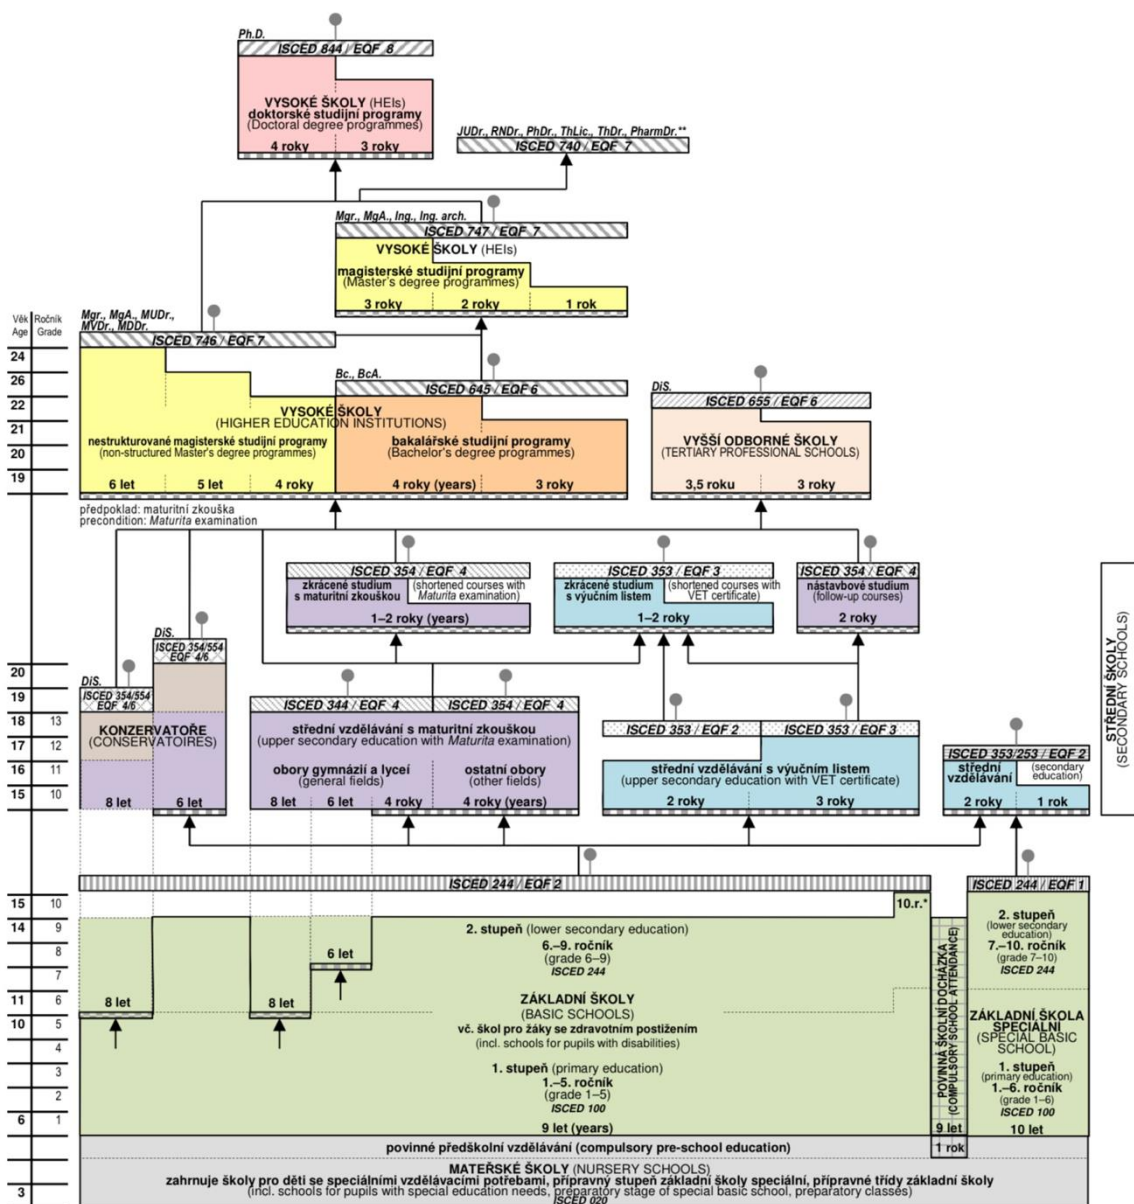 Ph.D.
ISCED 844 / EQF 8
VYSOKÉ ŠKOLY (HEIs)
doktorské studijní programy
(Doctoral degree programmes)
4 roky 3 roky
JUDr., RNDr., PhDr., ThLic., ThDr., PharmDr.**
ISCED 740 / EQF 7
Mgr., MgA., Ing., Ing. arch.
ISCED 747 / EQF 7
VYSOKÉ ŠKOLY (HEIs)
magisterské studijní programy
(Master's degree programmes)
3 roky 2 roky 1 rok
Věk Ročník
Age Grade
Mgr., MgA., MUDr.,
MVDr., MDDr.
ISCED 746 / EQF 7
24
26
22
21
20
19
VYSOKÉ ŠKOLY
(HIGHER EDUCATION INSTITUTIONS)
nestrukturované magisterské studijní programy
(non-structured Master's degree programmes)
6 let 5 let 4 roky
Bc., BcA.
ISCED 645 / EQF 6
bakalářské studijní programy
(Bachelor's degree programmes)
4 roky (years) 3 roky
DiS.
ISCED 655 / EQF 6
VYŠŠÍ ODBORNÉ ŠKOLY
(TERTIARY PROFESSIONAL SCHOOLS)
3,5 roku 3 roky
předpoklad: maturitní zkouška
precondition: Maturita examination
ISCED 354 / EQF 4
zkrácené studium (shortened courses with
s maturitní zkouškou Maturita examination)
1–2 roky (years)
ISCED 353 / EQF 3
zkrácené studium (shortened courses with
s výučním listem VET certificate)
1–2 roky
ISCED 354 / EQF 4
nástavbové studium
(follow-up courses)
2 roky
STŘEDNÍ ŠKOLY
(SECONDARY SCHOOLS)
20
19
18 13
17 12
16 11
15 10
DiS.
ISCED 354/554
EQF 4/6
DiS.
ISCED 354/554
EQF 4/6
KONZERVATOŘE
(CONSERVATOIRES)
8 let 6 let
ISCED 344 / EQF 4
ISCED 354 / EQF 4
střední vzdělávání s maturitní zkouškou
(upper secondary education with Maturita examination)
obory gymnázií a lyceí ostatní obory
(general fields) (other fields)
8 let 6 let 4 roky 4 roky (years)
ISCED 353 / EQF 2
ISCED 353 / EQF 3
střední vzdělávání s výučním listem
(upper secondary education with VET certificate)
2 roky 3 roky
ISCED 353/253 / EQF 2
střední (secondary
vzdělávání education)
2 roky 1 rok
ISCED 244 / EQF 2
ISCED 244 / EQF 1
15 10
14 9
8
7
11 6
10 5
4
3
2
6 1
3
10.r.*
8 let
8 let
6 let
2. stupeň (lower secondary education)
6.–9. ročník
(grade 6–9)
ISCED 244
ZÁKLADNÍ ŠKOLY
(BASIC SCHOOLS)
vč. škol pro žáky se zdravotním postižením
(incl. schools for pupils with disabilities)
1. stupeň (primary education)
1.–5. ročník
(grade 1–5)
ISCED 100
9 let (years)
POVINNÁ ŠKOLNÍ DOCHÁZKA
(COMPULSORY SCHOOL ATTENDANCE)
9 let
1 rok
2. stupeň
(lower secondary
education)
7.–10. ročník
(grade 7–10)
ISCED 244
ZÁKLADNÍ ŠKOLA
SPECIÁLNÍ
(SPECIAL BASIC
SCHOOL)
1. stupeň
(primary education)
1.–6. ročník
(grade 1–6)
ISCED 100
10 let
povinné předškolní vzdělávání (compulsory pre-school education)
MATEŘSKÉ ŠKOLY (NURSERY SCHOOLS)
zahrnuje školy pro děti se speciálními vzdělávacími potřebami, přípravný stupeň základní školy speciální, přípravné třídy základní školy
(incl. schools for pupils with special education needs, preparatory stage of special basic school, preparatory classes)
ISCED 020